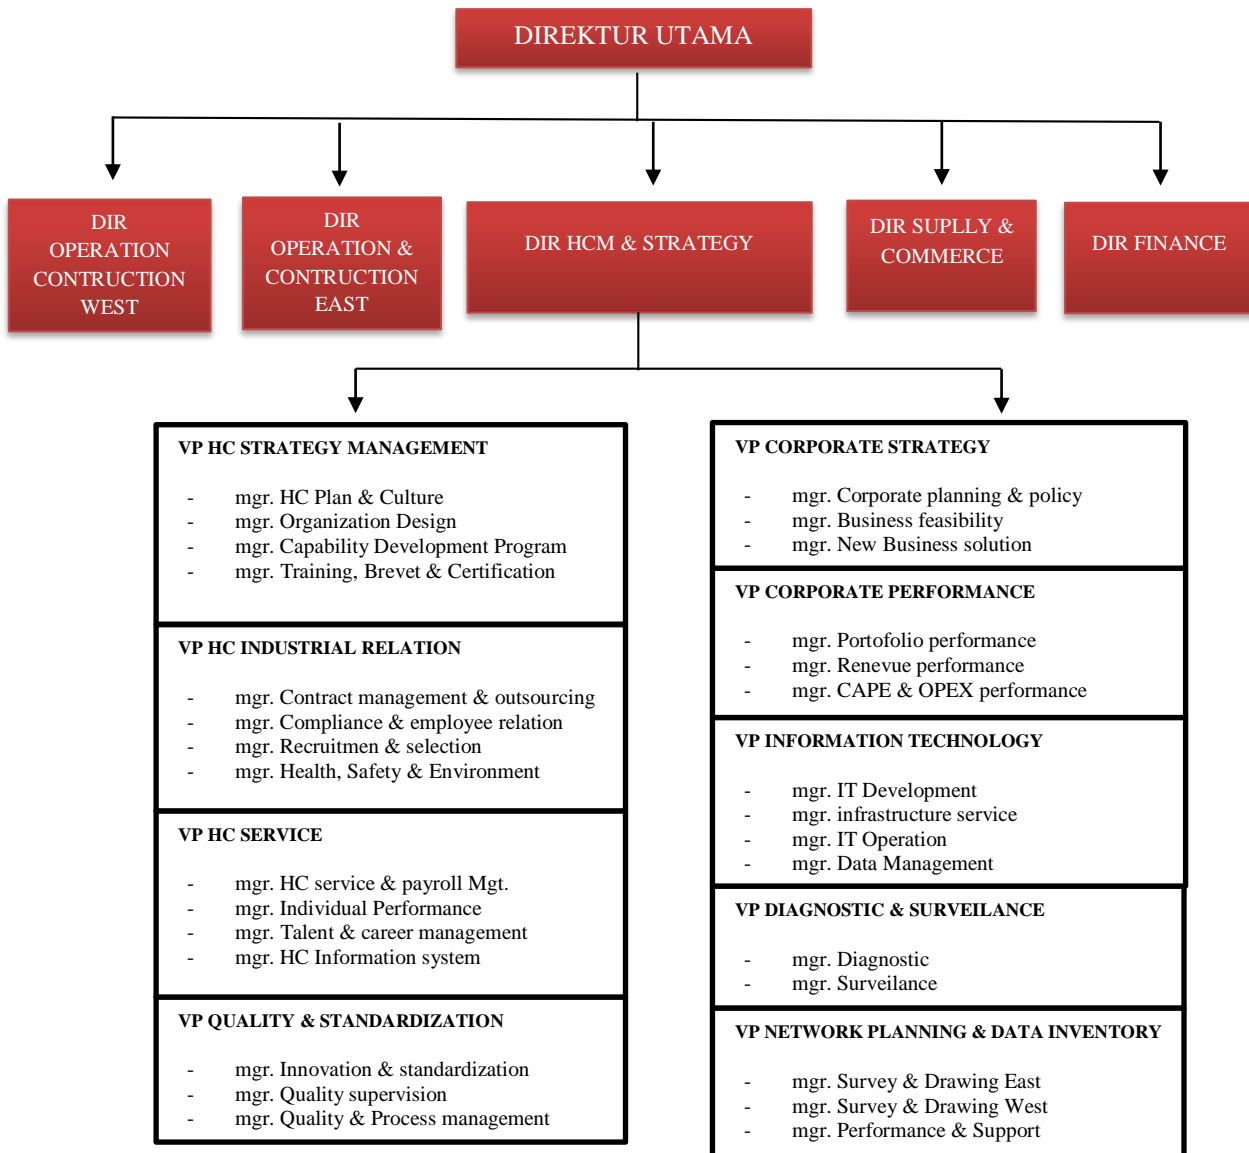 DIREKTUR UTAMA
DIR
OPERATION
CONTRUCTION
WEST
DIR
OPERATION &
CONTRUCTION
EAST
DIR HCM & STRATEGY
DIR SUPLLY &
COMMERCE
DIR FINANCE
VP HC STRATEGY MANAGEMENT
- mgr. HC Plan & Culture
- mgr. Organization Design
- mgr. Capability Development Program
- mgr. Training, Brevet & Certification
VP HC INDUSTRIAL RELATION
- mgr. Contract management & outsourcing
- mgr. Compliance & employee relation
- mgr. Recruitmen & selection
- mgr. Health, Safety & Environment
VP HC SERVICE
- mgr. HC service & payroll Mgt.
- mgr. Individual Performance
- mgr. Talent & career management
- mgr. HC Information system
VP QUALITY & STANDARDIZATION
- mgr. Innovation & standardization
- mgr. Quality supervision
- mgr. Quality & Process management
VP CORPORATE STRATEGY
- mgr. Corporate planning & policy
- mgr. Business feasibility
- mgr. New Business solution
VP CORPORATE PERFORMANCE
- mgr. Portofolio performance
- mgr. Renevue performance
- mgr. CAPE & OPEX performance
VP INFORMATION TECHNOLOGY
- mgr. IT Development
- mgr. infrastructure service
- mgr. IT Operation
- mgr. Data Management
VP DIAGNOSTIC & SURVEILANCE
- mgr. Diagnostic
- mgr. Surveilance
VP NETWORK PLANNING & DATA INVENTORY
- mgr. Survey & Drawing East
- mgr. Survey & Drawing West
- mgr. Performance & Support